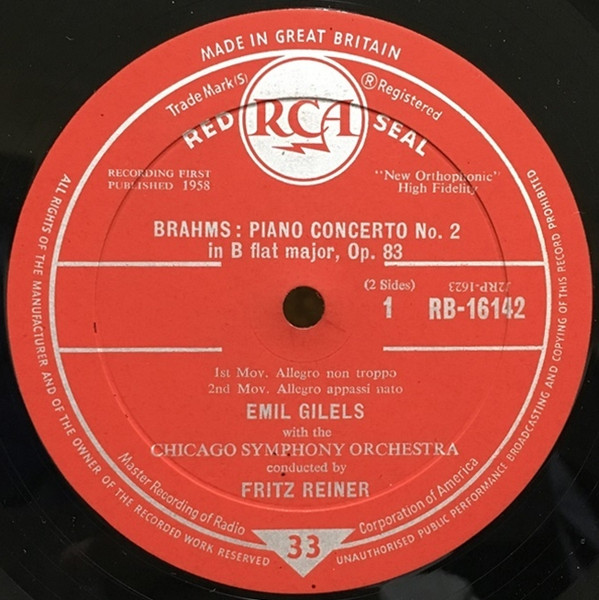 MADE IN GREAT BRITAIN
Trade Mark(S)
® Registered
RED RCA SEAL
RECORDING FIRST
PUBLISHED 1958
"New Orthophonic"
High Fidelity
BRAHMS: PIANO CONCERTO No. 2
in B flat major, Op. 83
(2 Sides)
J2RP-1623
1 RB-16142
1st Mov. Allegro non troppo
2nd Mov. Allegro appassi nato
EMIL GILELS
with the
CHICAGO SYMPHONY ORCHESTRA
conducted by
FRITZ REINER
Master Recording of Radio Corporation of America
33
ALL RIGHTS OF THE MANUFACTURER AND OF THE OWNER OF THE RECORDED WORK RESERVED
UNAUTHORISED PUBLIC PERFORMANCE BROADCASTING AND COPYING OF THIS RECORD PROHIBITED